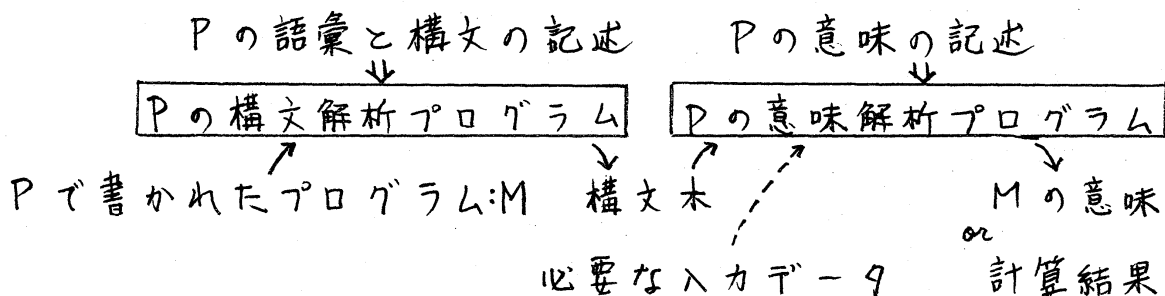 Pの語彙と構文の記述 Pの意味の記述
Pの構文解析プログラム Pの意味解析プログラム
Pで書かれたプログラム:M 構文木 Mの意味
or
必要な入力データ 計算結果